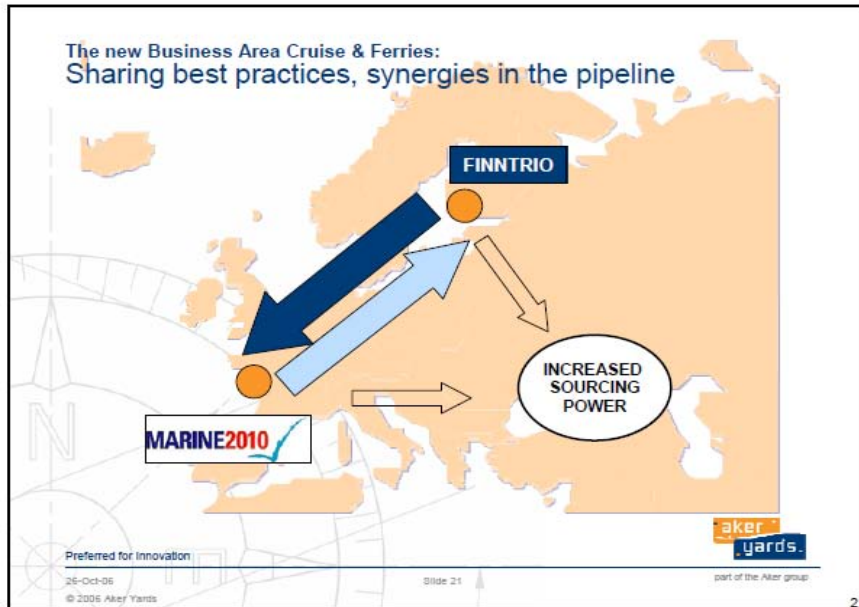 The new Business Area Cruise & Ferries:
Sharing best practices, synergies in the pipeline
FINNTRIO
INCREASED
SOURCING
POWER
MARINE2010
N
E
aker
yards
Preferred for Innovation
part of the Aker group
26-Oct-06
Slide 21
© 2006 Aker Yards
2